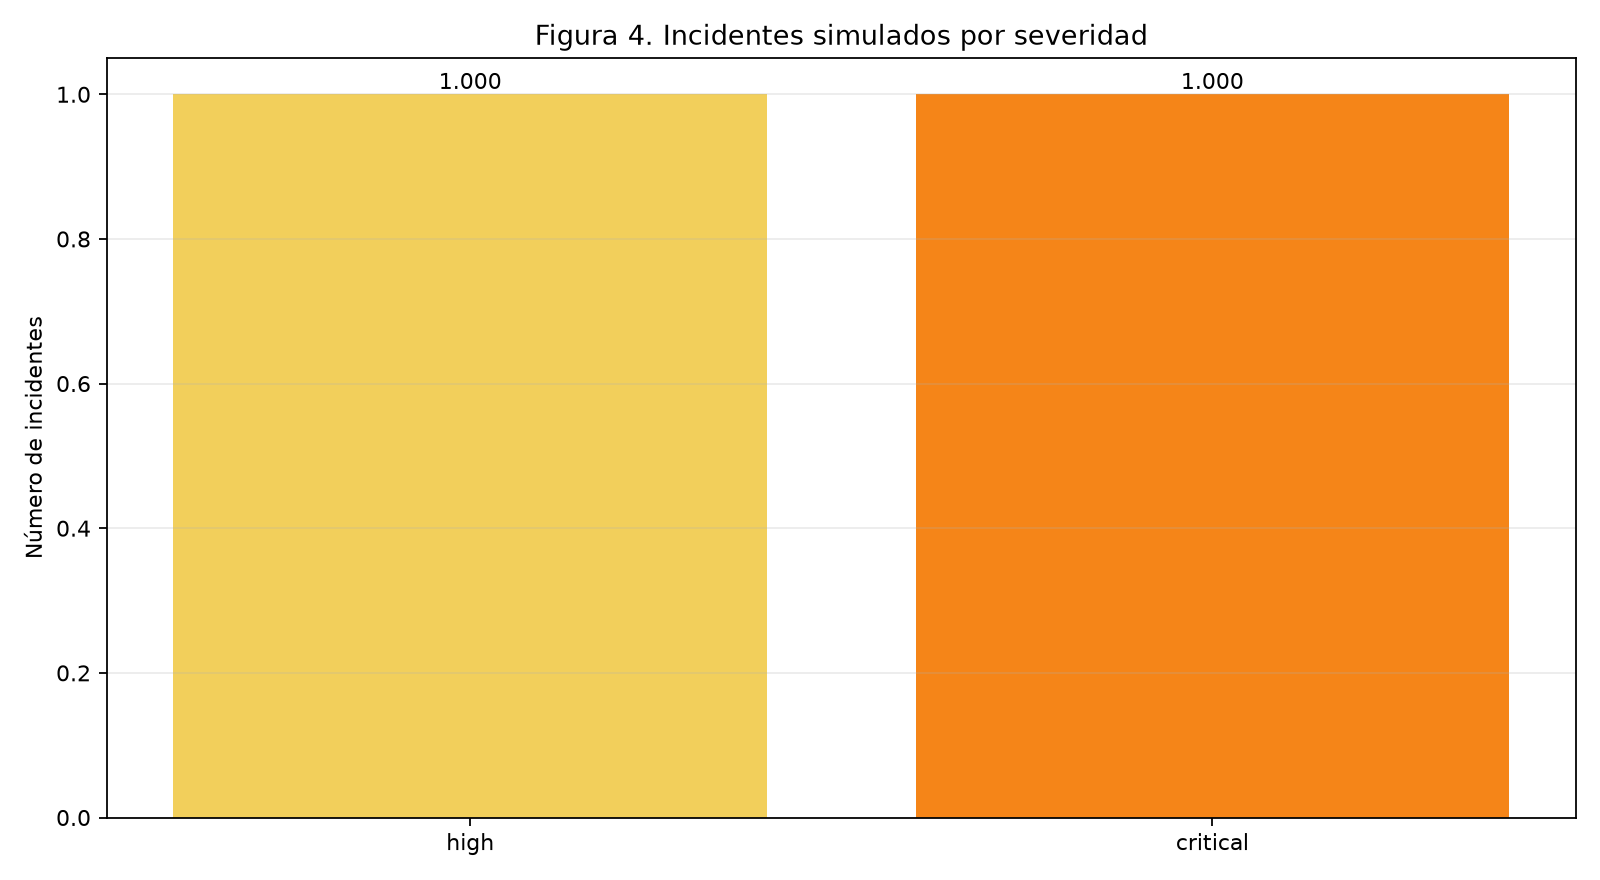 Figura 4. Incidentes simulados por severidad
1.000
1.000
1.0
0.8
0.6
0.4
0.2
0.0
Número de incidentes
high
critical